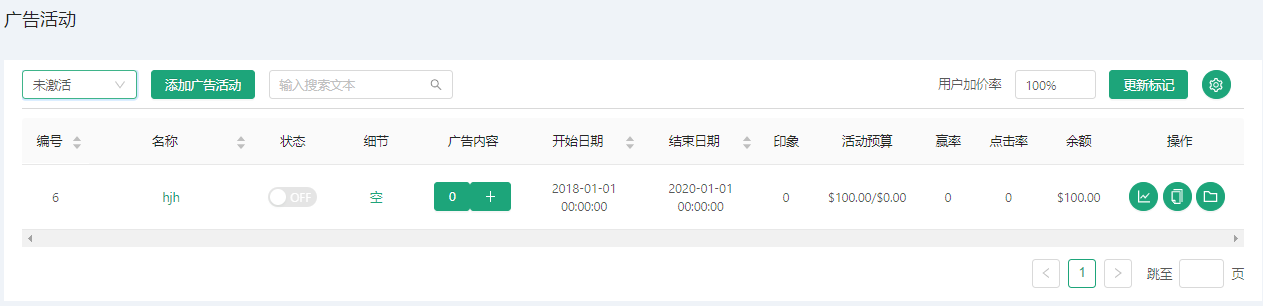 广告活动
未激活 添加广告活动 输入搜索文本 用户加价率 100% 更新标记
编号 名称 状态 细节 广告内容 开始日期 结束日期 印象 活动预算 赢率 点击率 余额 操作
6 hjh OFF 空 0 + 2018-01-01 2020-01-01 0 $100.00/$0.00 0 0 $100.00
00:00:00 00:00:00
1 跳至 页